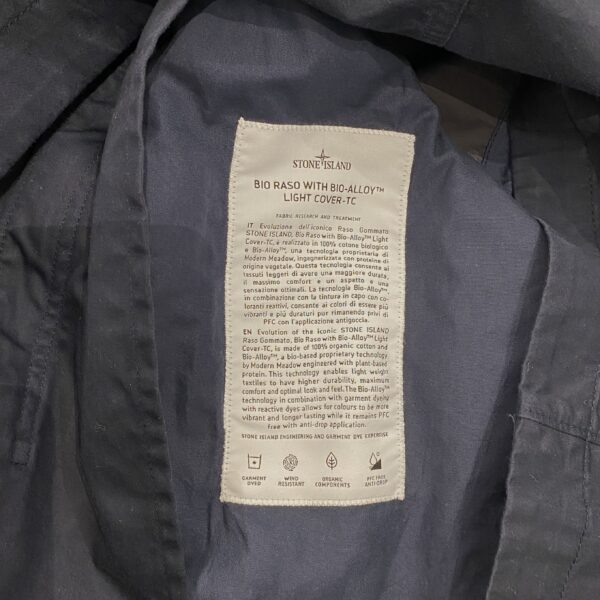 STONE ISLAND
BIO RASO WITH BIO-ALLOY™
LIGHT COVER-TC
FABRIC RESEARCH AND TREATMENT
IT Evoluzione dell'iconico Raso Gommato
STONE ISLAND, Bio Raso with Bio-Alloy™ Light
Cover-TC, è realizzato in 100% cotone biologico
e Bio-Alloy™, una tecnologia proprietaria di
Modern Meadow, ingegnerizzata con proteine di
origine vegetale. Questa tecnologia consente ai
tessuti leggeri di avere una maggiore durata,
il massimo comfort e un aspetto e una
sensazione ottimali. La tecnologia Bio-Alloy™
in combinazione con la tintura in capo con co-
loranti reattivi, consente ai colori di essere più
vibranti e più duraturi pur rimanendo privi di
PFC con l'applicazione antigoccia.
EN Evolution of the iconic STONE ISLAND
Raso Gommato, Bio Raso with Bio-Alloy™ Light
Cover-TC, is made of 100% organic cotton and
Bio-Alloy™, a bio-based proprietary technology
by Modern Meadow engineered with plant-based
protein. This technology enables light weight
textiles to have higher durability, maximum
comfort and optimal look and feel. The Bio-Alloy™
technology in combination with garment dyeing
with reactive dyes allows for colours to be more
vibrant and longer lasting while it remains PFC
free with anti-drop application.
STONE ISLAND ENGINEERING AND GARMENT DYE EXPERTISE
GARMENT DYED
WIND RESISTANT
ORGANIC COMPONENTS
PFC FREE ANTI-DROP